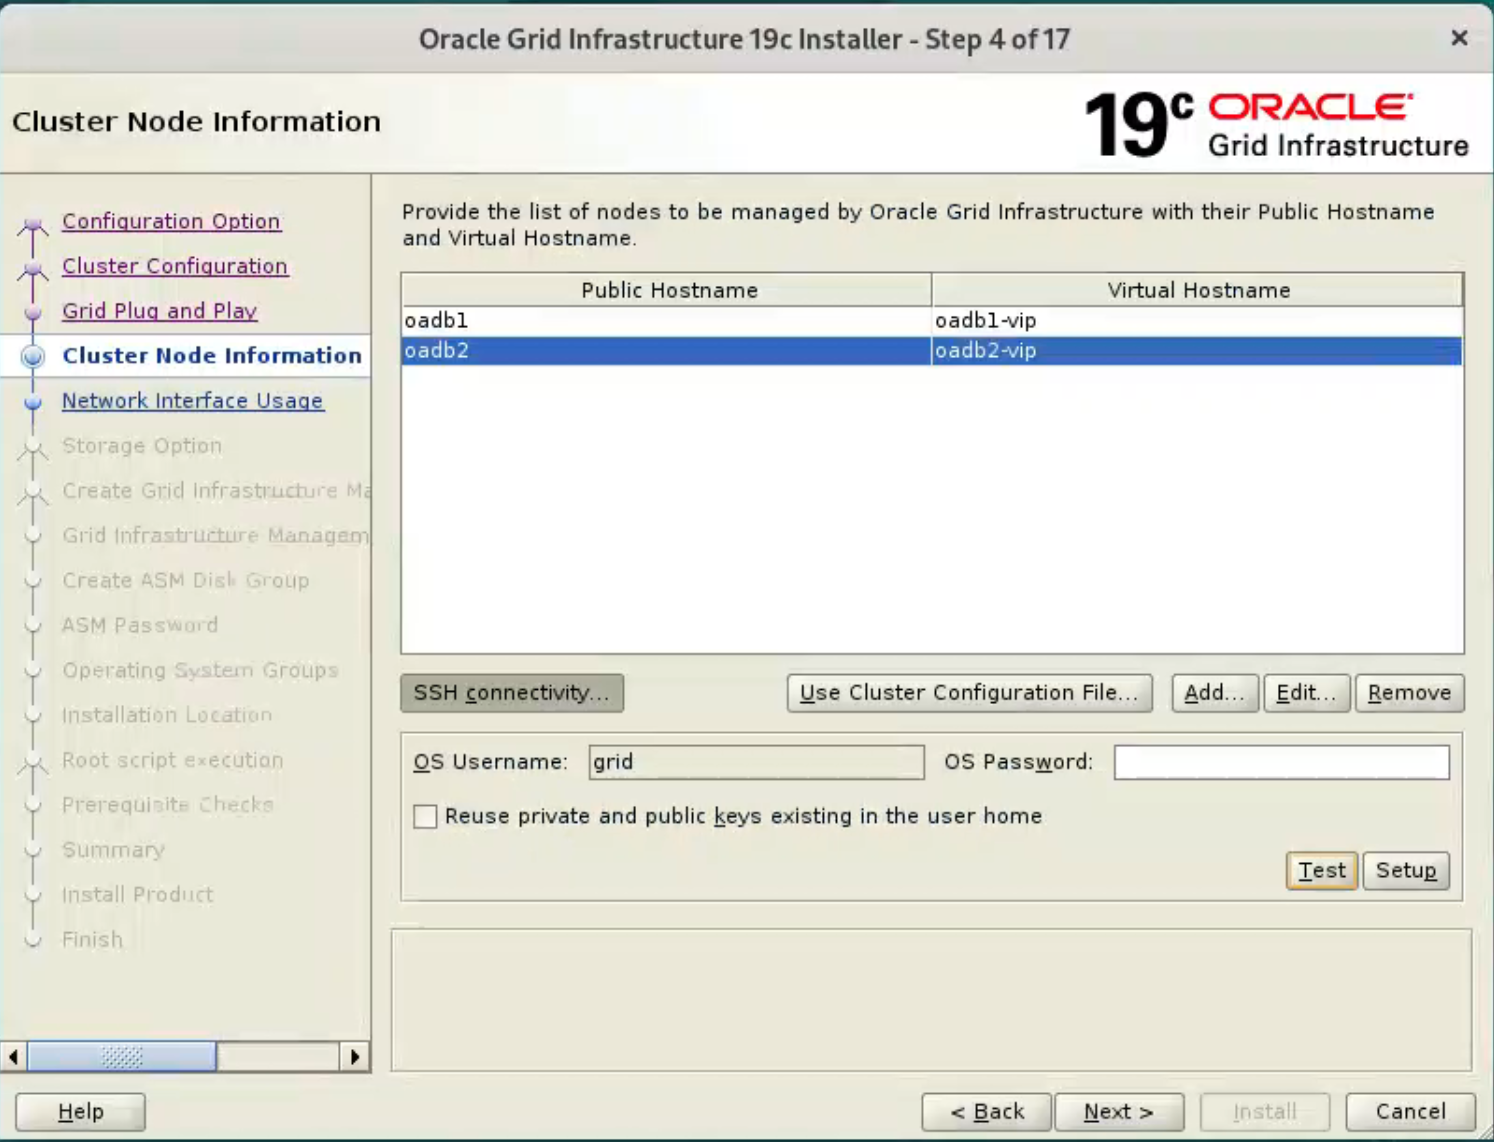 Oracle Grid Infrastructure 19c Installer - Step 4 of 17
Cluster Node Information
19c ORACLE
Grid Infrastructure
Configuration Option
Cluster Configuration
Grid Plug and Play
Cluster Node Information
Network Interface Usage
Storage Option
Create Grid Infrastructure Ma
Grid Infrastructure Managem
Create ASM Disk Group
ASM Password
Operating System Groups
Installation Location
Root script execution
Prerequisite Checks
Summary
Install Product
Finish
Provide the list of nodes to be managed by Oracle Grid Infrastructure with their Public Hostname
and Virtual Hostname.
Public Hostname Virtual Hostname
oadb1 oadb1-vip
oadb2 oadb2-vip
SSH connectivity... Use Cluster Configuration File... Add... Edit... Remove
OS Username: grid OS Password:
Reuse private and public keys existing in the user home
Test Setup
Help < Back Next > Install Cancel